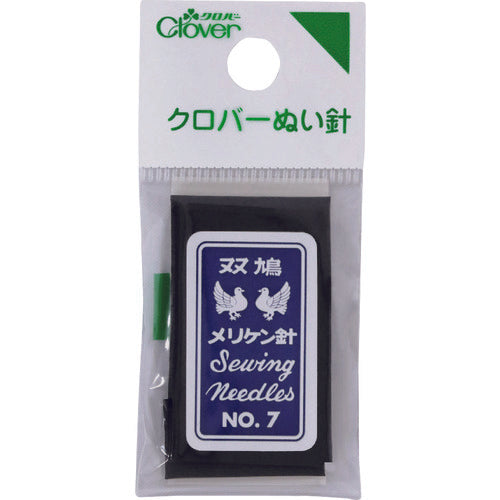 クロバー
Clover
クロバーぬい針
双鳩
メリケン針
Sewing
Needles
NO. 7